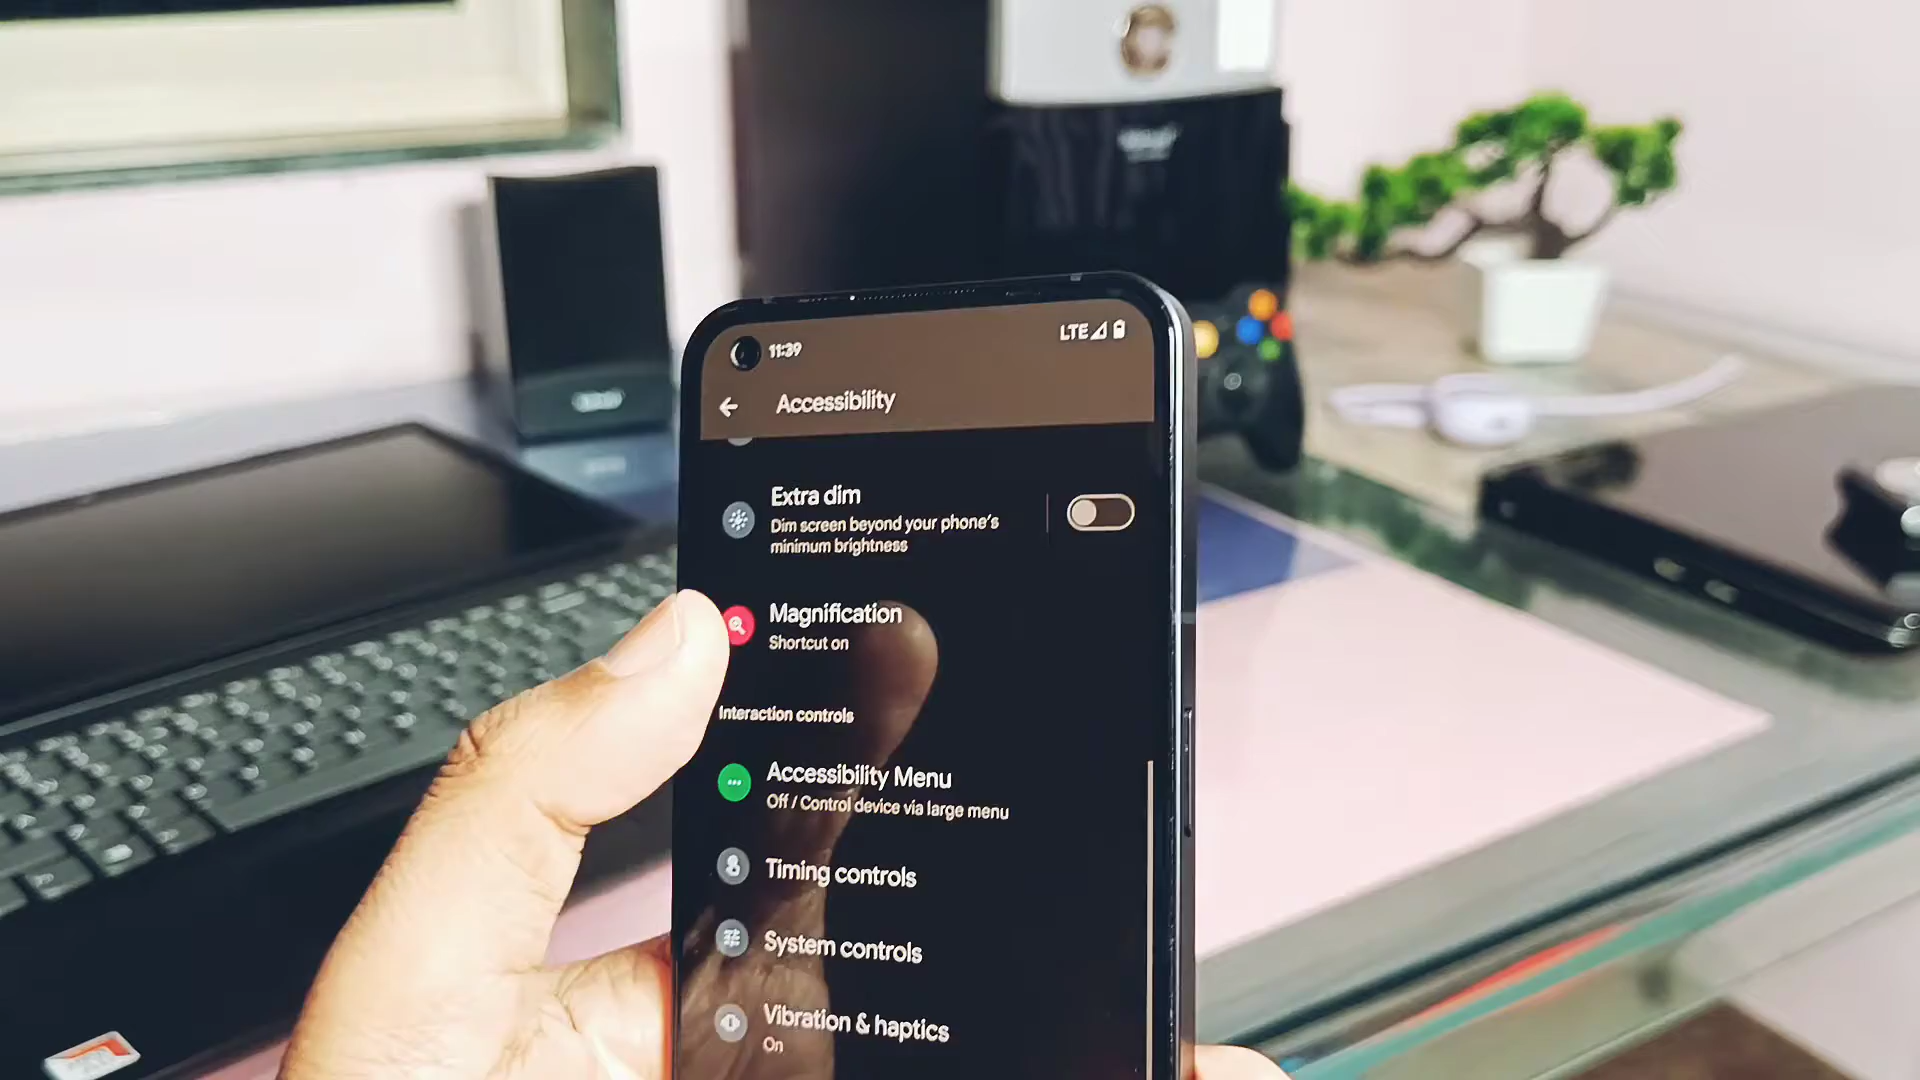 11:39
LTE
Accessibility
Extra dim
Dim screen beyond your phone's
minimum brightness
Magnification
Shortcut on
Interaction controls
Accessibility Menu
Off / Control device via large menu
Timing controls
System controls
Vibration & haptics
On